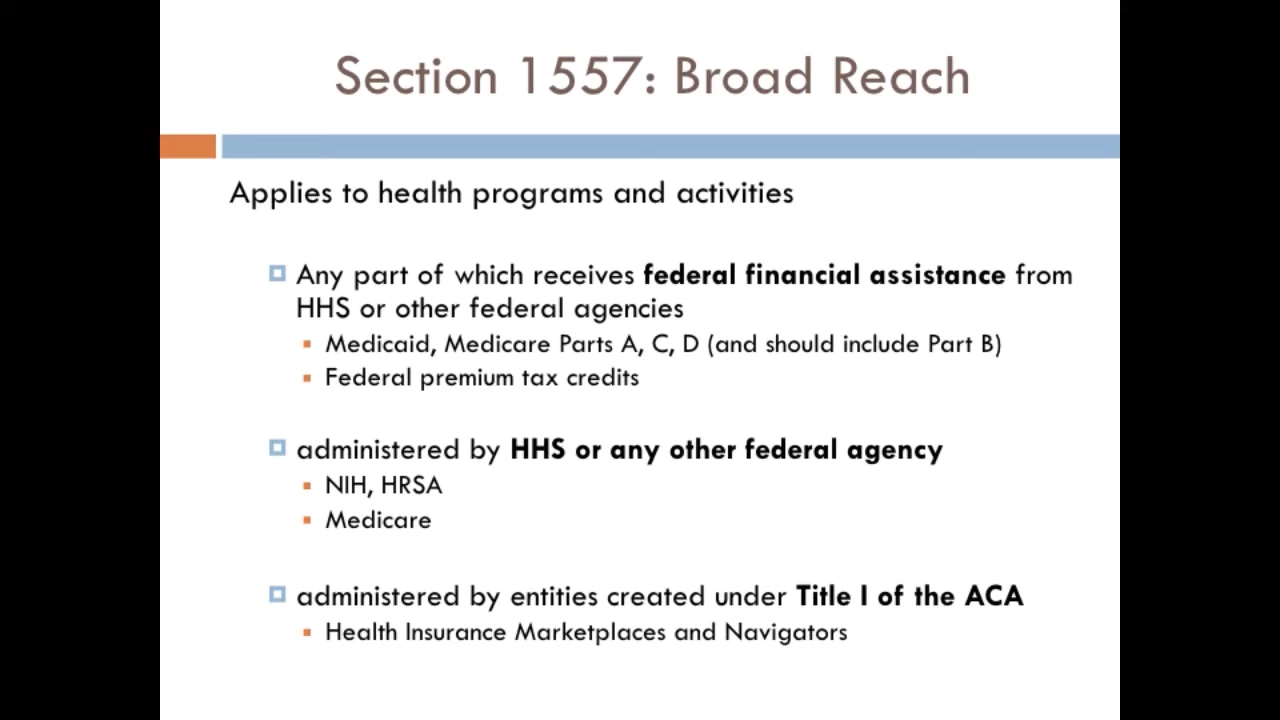 Section 1557: Broad Reach
Applies to health programs and activities
Any part of which receives federal financial assistance from
HHS or other federal agencies
Medicaid, Medicare Parts A, C, D (and should include Part B)
Federal premium tax credits
administered by HHS or any other federal agency
NIH, HRSA
Medicare
administered by entities created under Title I of the ACA
Health Insurance Marketplaces and Navigators